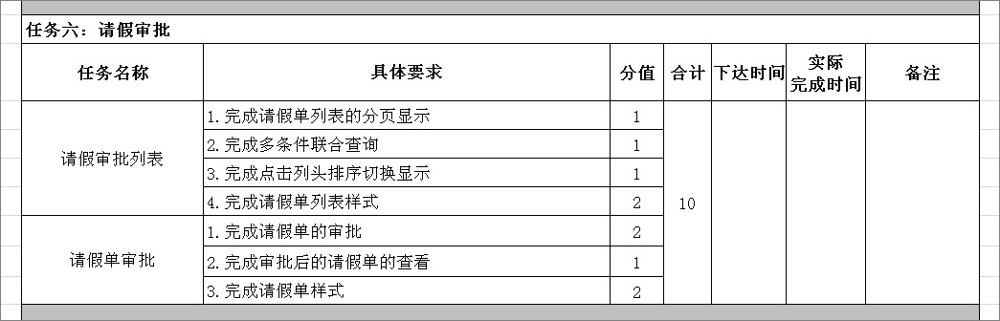 任务六：请假审批
任务名称 具体要求 分值 合计 下达时间 实际完成时间 备注
请假审批列表
1.完成请假单列表的分页显示 1
2.完成多条件联合查询 1
3.完成点击列头排序切换显示 1
4.完成请假单列表样式 2
10
请假单审批
1.完成请假单的审批 2
2.完成审批后的请假单的查看 1
3.完成请假单样式 2